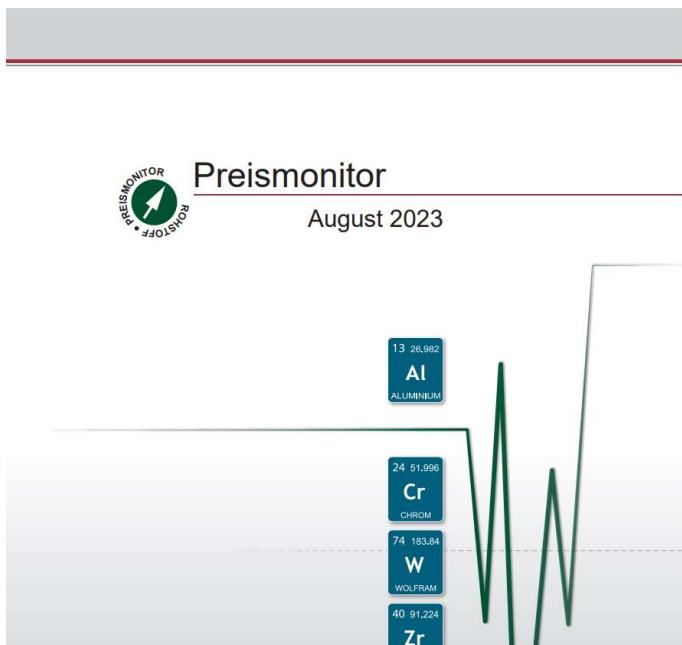 PREISMONITOR • ROHSTOFF
Preismonitor
August 2023
13 26,982
Al
ALUMINIUM
24 51.996
Cr
CHROM
74 183.84
W
WOLFRAM
40 91.224
Zr